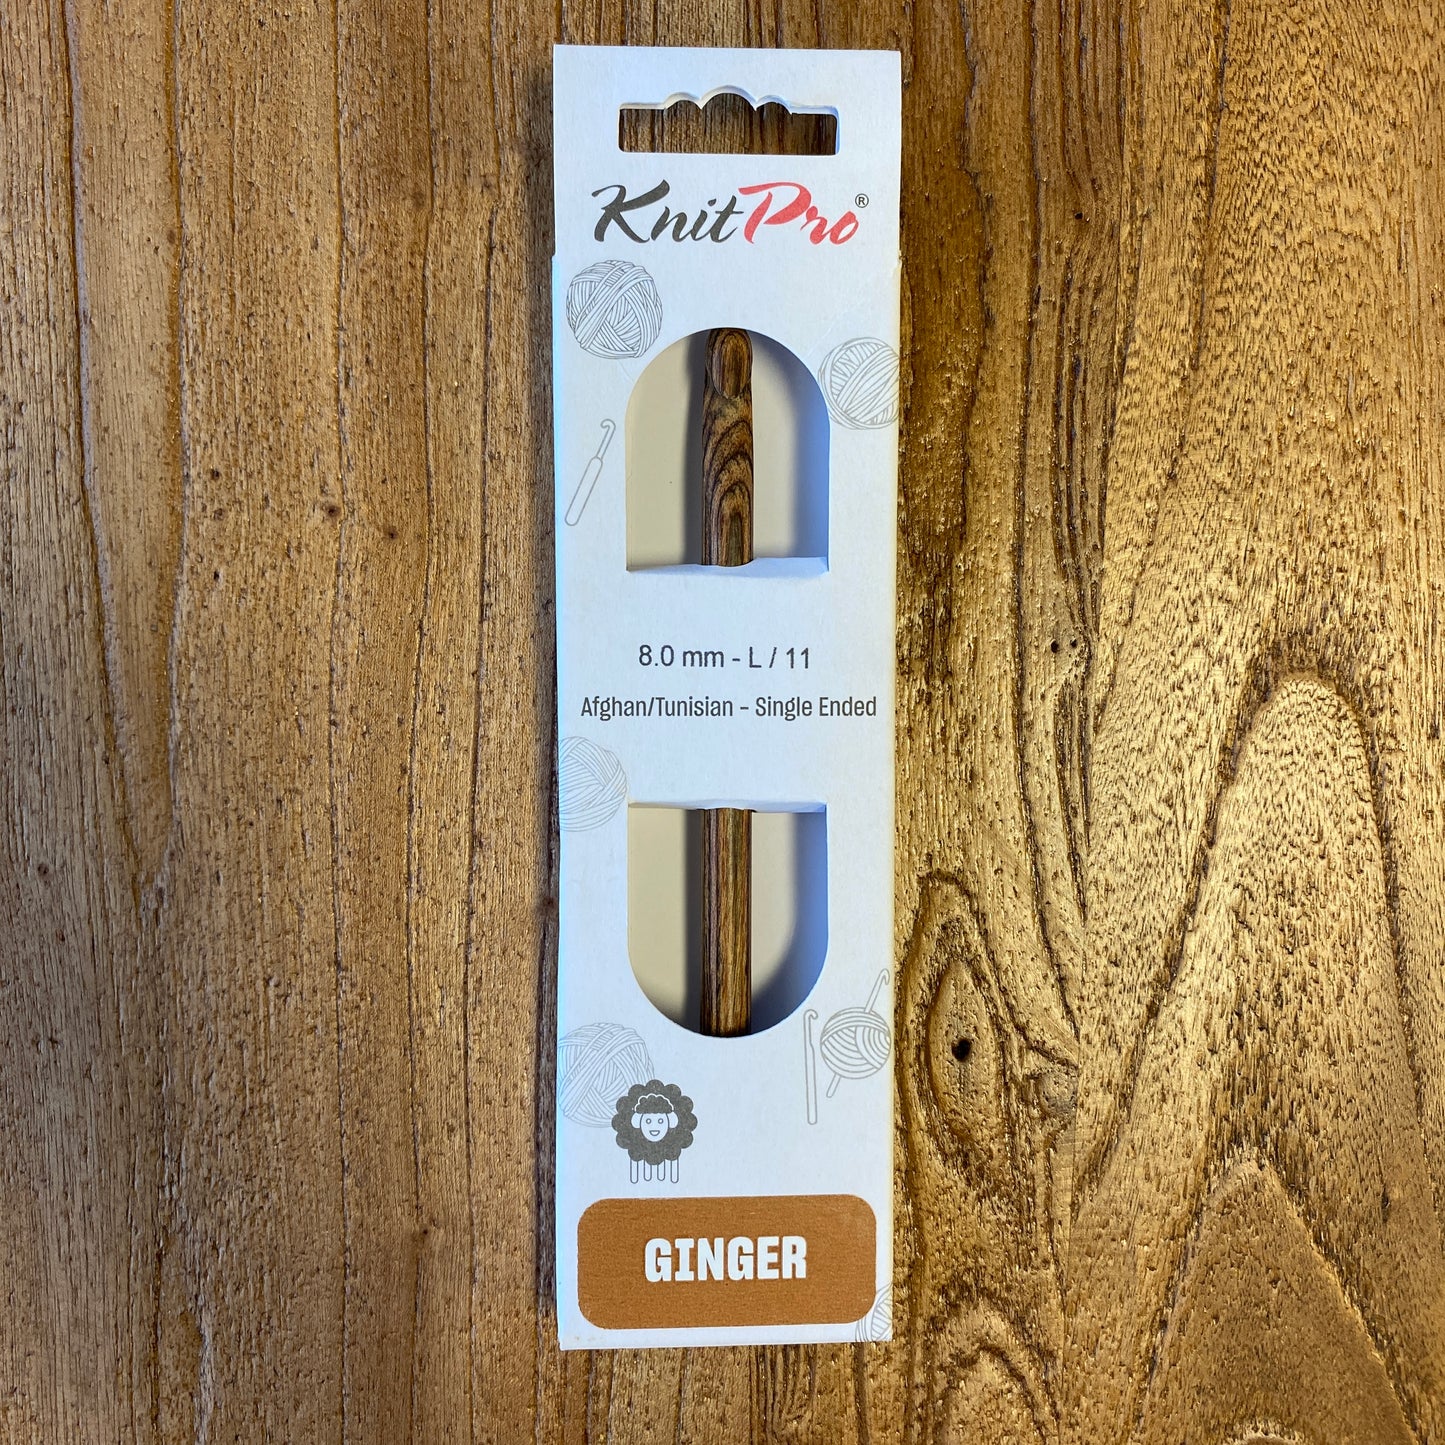 KnitPro®
8.0 mm - L / 11
Afghan/Tunisian - Single Ended
GINGER